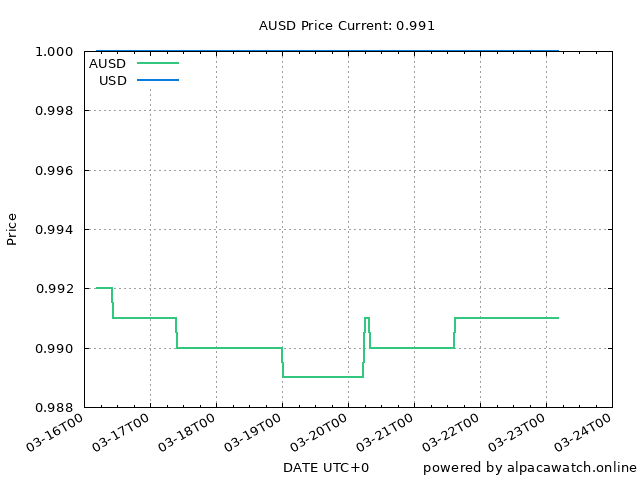 AUSD Price Current: 0.991
1.000
AUSD
USD
0.998
0.996
0.994
0.992
0.990
0.988
Price
03-16T00
03-17T00
03-18T00
03-19T00
03-20T00
03-21T00
03-22T00
03-23T00
03-24T00
DATE UTC+0
powered by alpacawatch.online